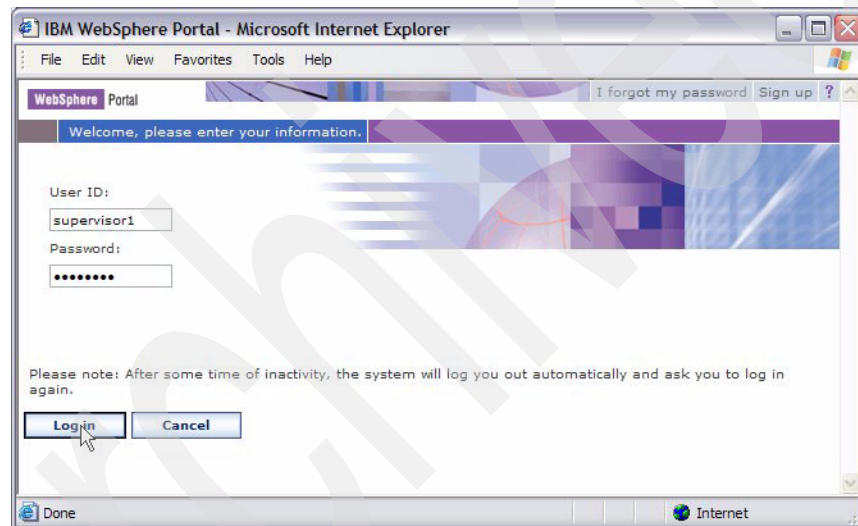 IBM WebSphere Portal - Microsoft Internet Explorer
File Edit View Favorites Tools Help
WebSphere Portal
I forgot my password Sign up ?
Welcome, please enter your information.
User ID:
supervisor1
Password:
••••••••
Please note: After some time of inactivity, the system will log you out automatically and ask you to log in
again.
Log in Cancel
Done Internet